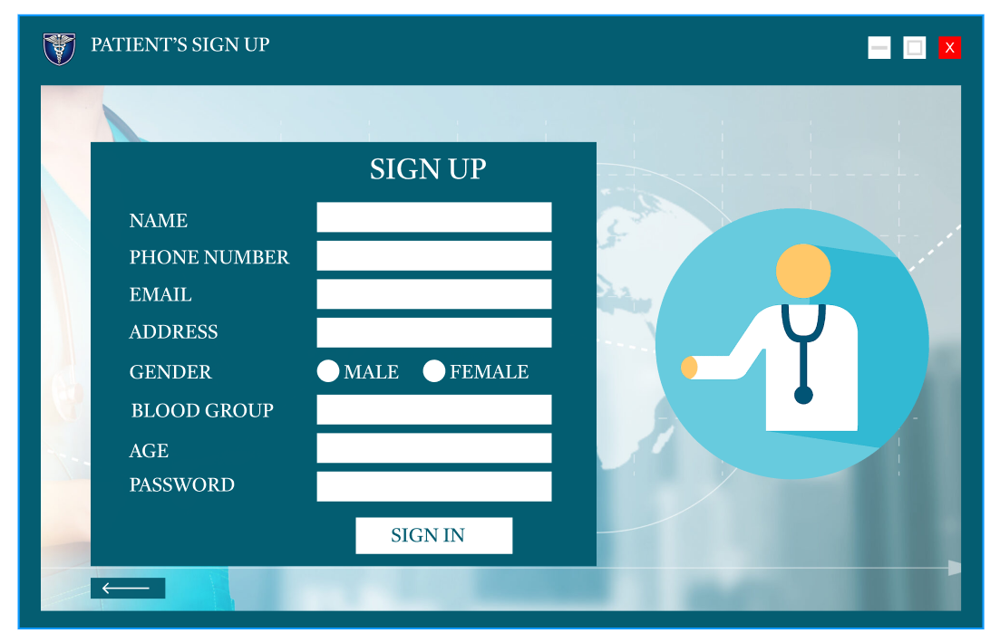 PATIENT’S SIGN UP
X
SIGN UP
NAME
PHONE NUMBER
EMAIL
ADDRESS
GENDER MALE FEMALE
BLOOD GROUP
AGE
PASSWORD
SIGN IN